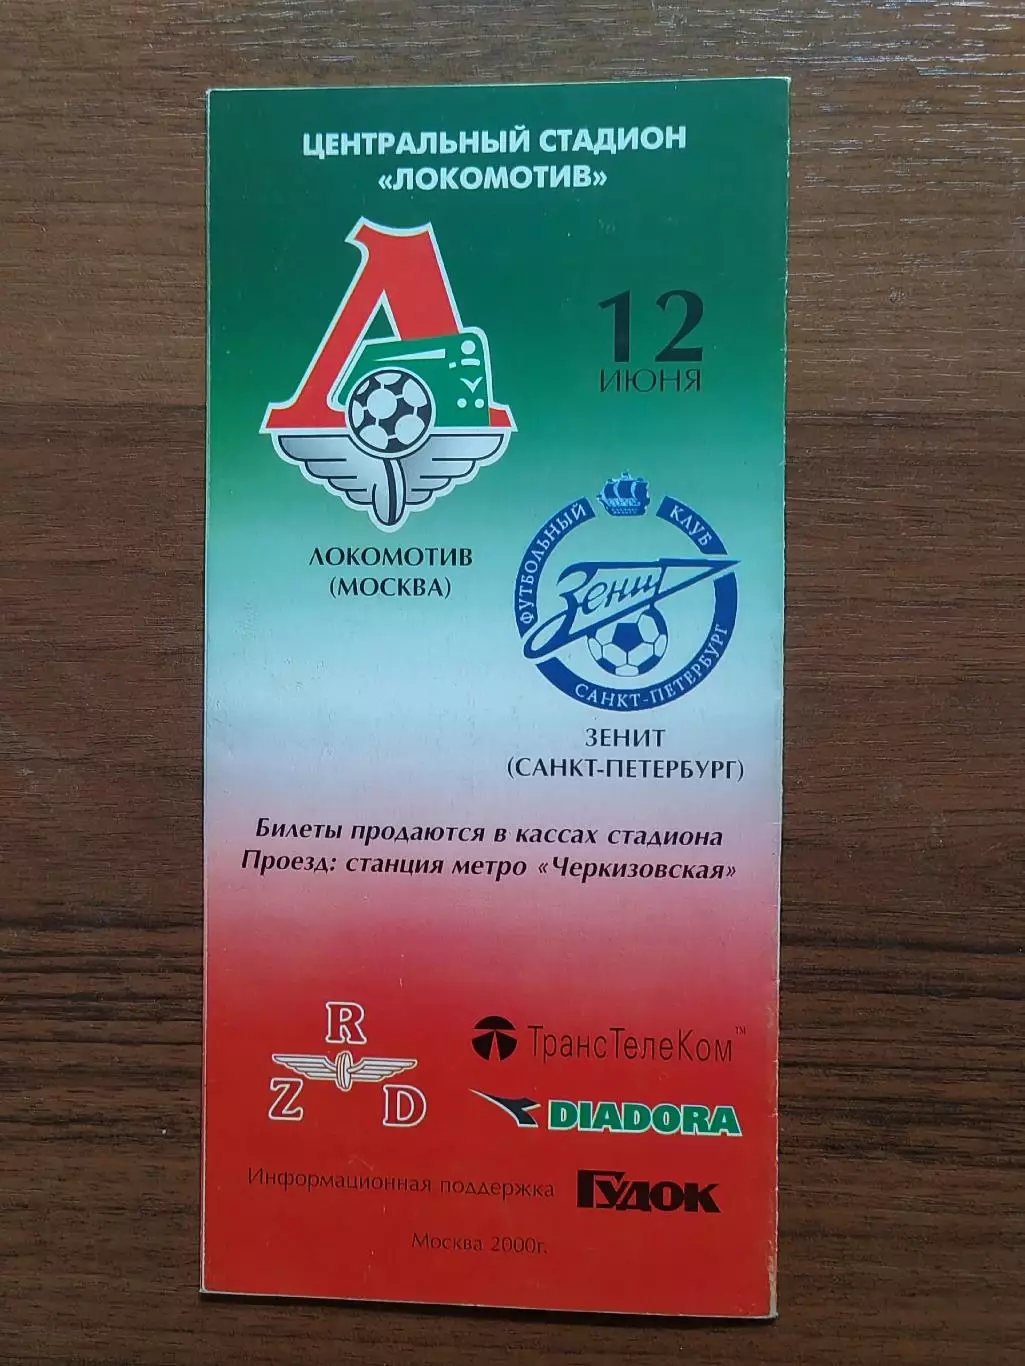 ЦЕНТРАЛЬНЫЙ СТАДИОН
«ЛОКОМОТИВ»
12
ИЮНЯ
ЛОКОМОТИВ
(МОСКВА)
ФУТБОЛЬНЫЙ КЛУБ
Зенит
САНКТ-ПЕТЕРБУРГ
ЗЕНИТ
(САНКТ-ПЕТЕРБУРГ)
Билеты продаются в кассах стадиона
Проезд: станция метро «Черкизовская»
R
Z D
ТрансТелеКом™
DIADORA
Информационная поддержка ГУДОК
Москва 2000г.